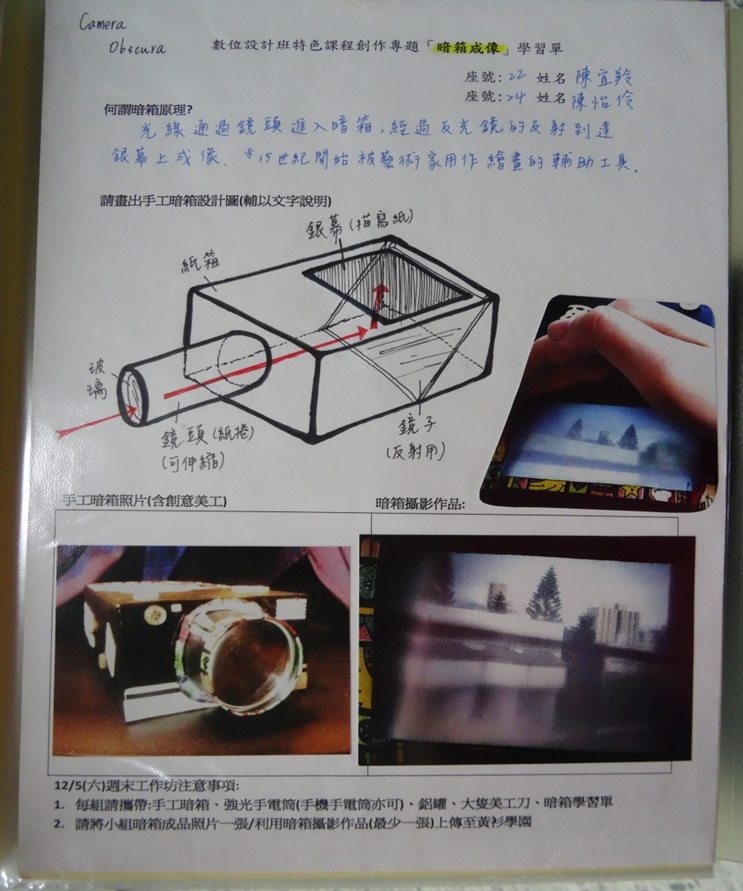 Camera
Obscura
數位設計班特色課程創作專題「暗箱成像」學習單
座號:22 姓名 陳宜羚
座號:24 姓名 陳怡伶
何謂暗箱原理?
光線通過鏡頭進入暗箱,經過反光鏡的反射到達
銀幕上成像. *15世紀開始被藝術家用作繪畫的輔助工具.
請畫出手工暗箱設計圖(輔以文字說明)
銀幕(描寫紙)
紙箱
玻璃
鏡頭(紙捲)
(可伸縮)
鏡子
(反射用)
手工暗箱照片(含創意美工)
暗箱攝影作品:
12/5(六)週末工作坊注意事項:
1. 每組請攜帶:手工暗箱、強光手電筒(手機手電筒亦可)、鋁罐、大隻美工刀、暗箱學習單
2. 請將小組暗箱成品照片一張/利用暗箱攝影作品(最少一張)上傳至黃衫學園